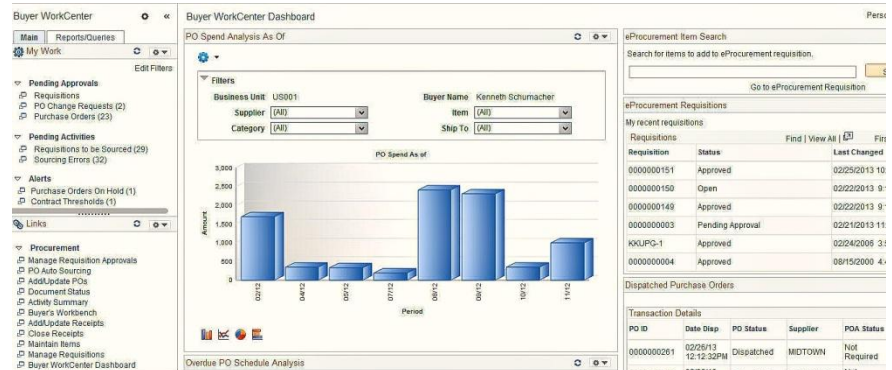 Buyer WorkCenter
«
Main
Reports/Queries
My Work
Edit Filters
Pending Approvals
Requisitions
PO Change Requests (2)
Purchase Orders (23)
Pending Activities
Requisitions to be Sourced (29)
Sourcing Errors (32)
Alerts
Purchase Orders On Hold (1)
Contract Thresholds (1)
Links
Procurement
Manage Requisition Approvals
PO Auto Sourcing
Add/Update POs
Document Status
Activity Summary
Buyer's Workbench
Add/Update Receipts
Close Receipts
Maintain Items
Manage Requisitions
Buyer WorkCenter Dashboard
Buyer WorkCenter Dashboard
PO Spend Analysis As Of
Filters
Business Unit US001 Buyer Name Kenneth Schumacher
Supplier (All) Item (All)
Category (All) Ship To (All)
PO Spend As of
Amount
3,000
2,500
2,000
1,500
1,000
500
0
02/12 04/12 05/12 07/12 08/12 09/12 10/12 11/12
Period
Overdue PO Schedule Analysis
Perso
eProcurement Item Search
Search for items to add to eProcurement requisition.
S
Go to eProcurement Requisition
eProcurement Requisitions
My recent requisitions
Requisitions Find | View All | Firs
Requisition Status Last Changed
0000000151 Approved 02/25/2013 10:
0000000150 Open 02/22/2013 9:
0000000149 Approved 02/22/2013 9:
0000000003 Pending Approval 02/21/2013 11:
KKUPG-1 Approved 02/24/2006 3:
0000000004 Approved 08/15/2000 4:
Dispatched Purchase Orders
Transaction Details
PO ID Date Disp PO Status Supplier POA Status
0000000261 02/26/13 12:12:32PM Dispatched MIDTOWN Not Required